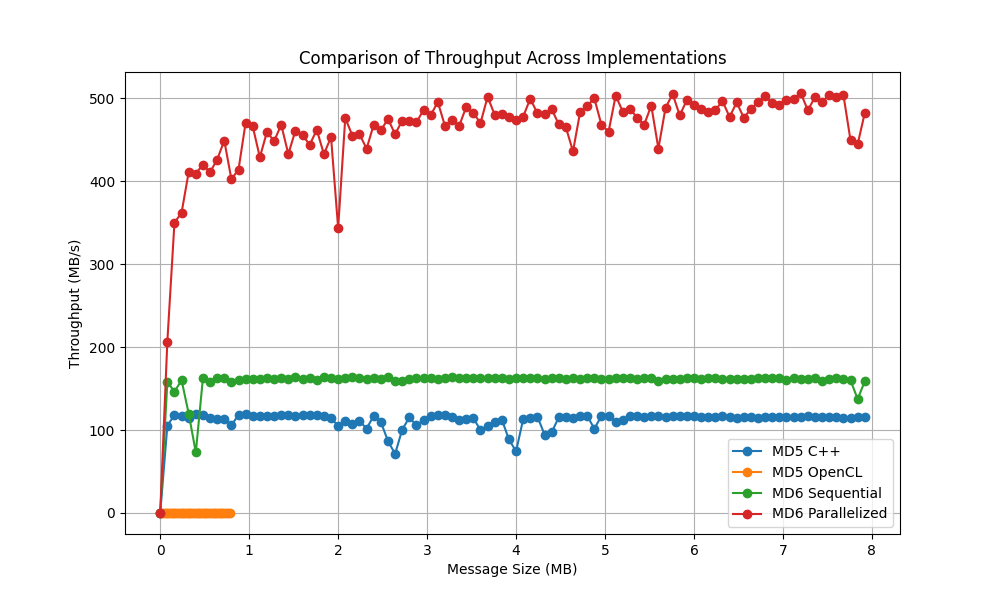 Comparison of Throughput Across Implementations
Throughput (MB/s)
500
400
300
200
100
0
0 1 2 3 4 5 6 7 8
Message Size (MB)
MD5 C++
MD5 OpenCL
MD6 Sequential
MD6 Parallelized